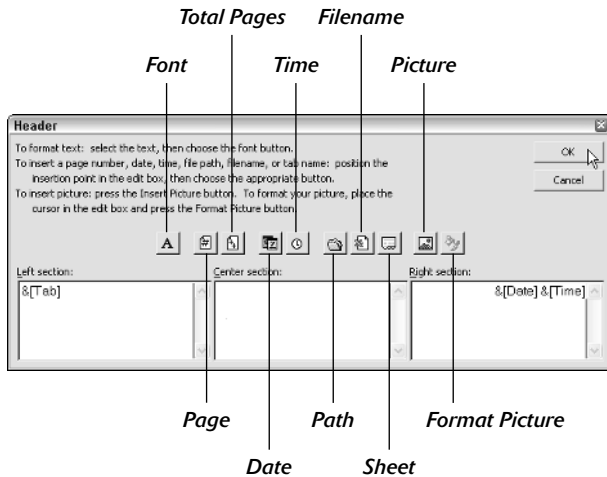 Total Pages
Filename
Font
Time
Picture
Header
To format text: select the text, then choose the font button.
To insert a page number, date, time, file path, filename, or tab name: position the
insertion point in the edit box, then choose the appropriate button.
To insert picture: press the Insert Picture button. To format your picture, place the
cursor in the edit box and press the Format Picture button.
OK
Cancel
A
Left section:
Center section:
Right section:
&[Tab]
&[Date] &[Time]
Page
Path
Format Picture
Date
Sheet